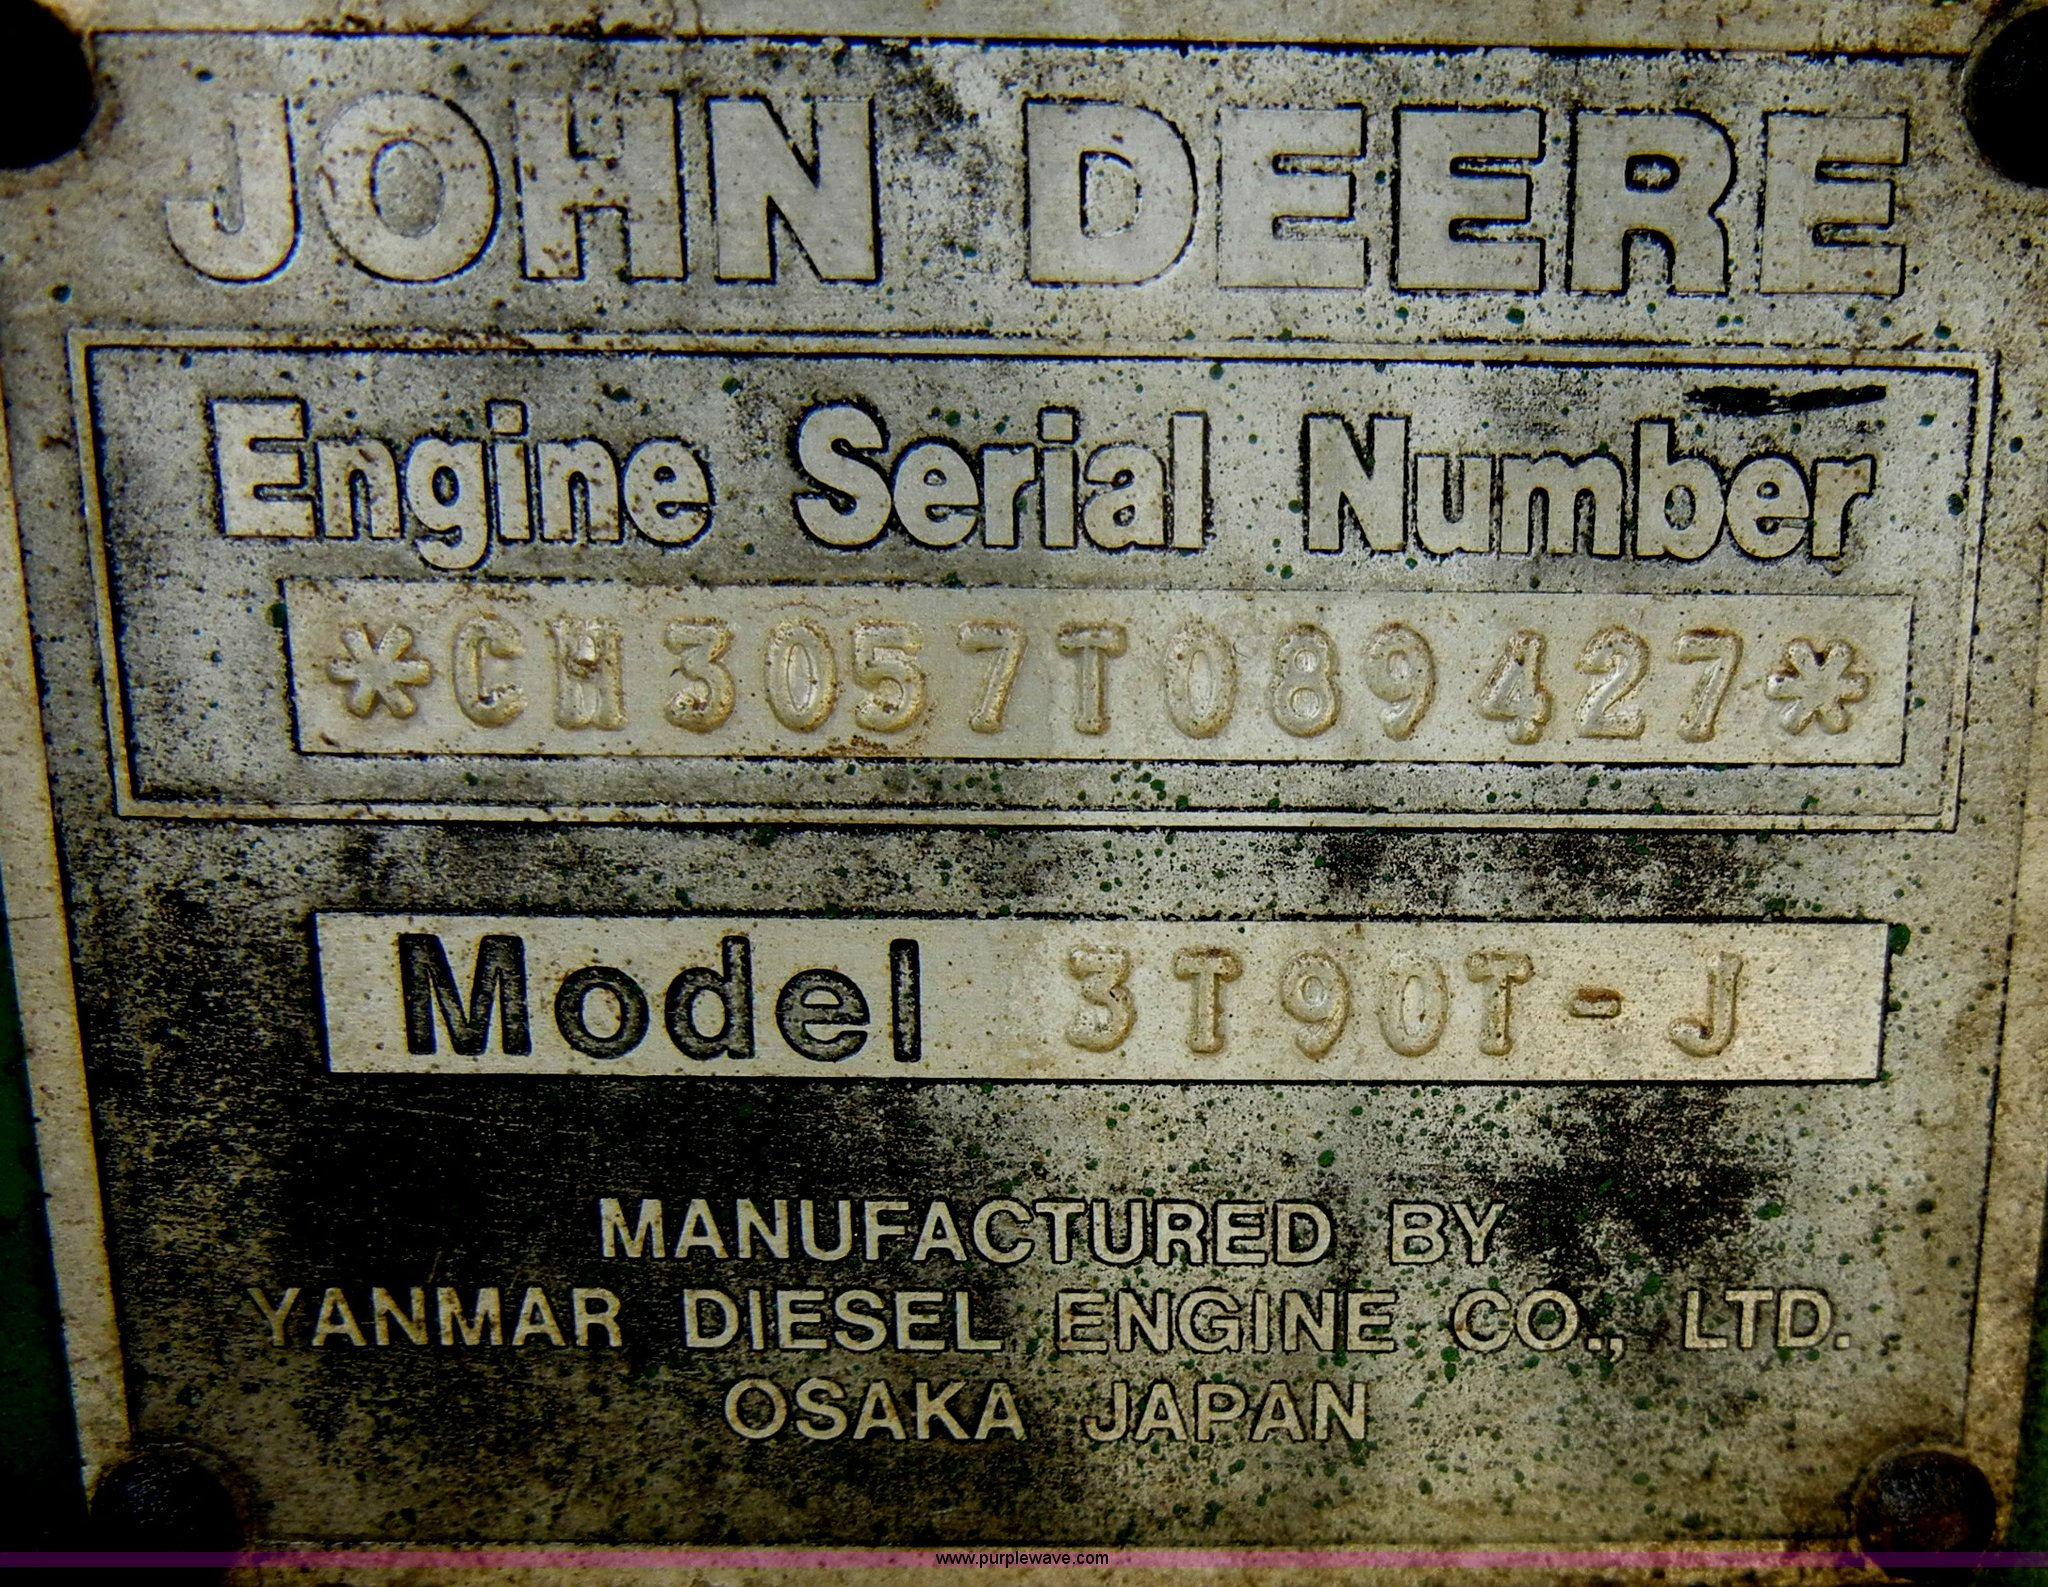 JOHN DEERE
Engine Serial Number
*CH3057T089427*
Model 3T90T-J
MANUFACTURED BY
YANMAR DIESEL ENGINE CO., LTD.
OSAKA JAPAN
www.purplewave.com